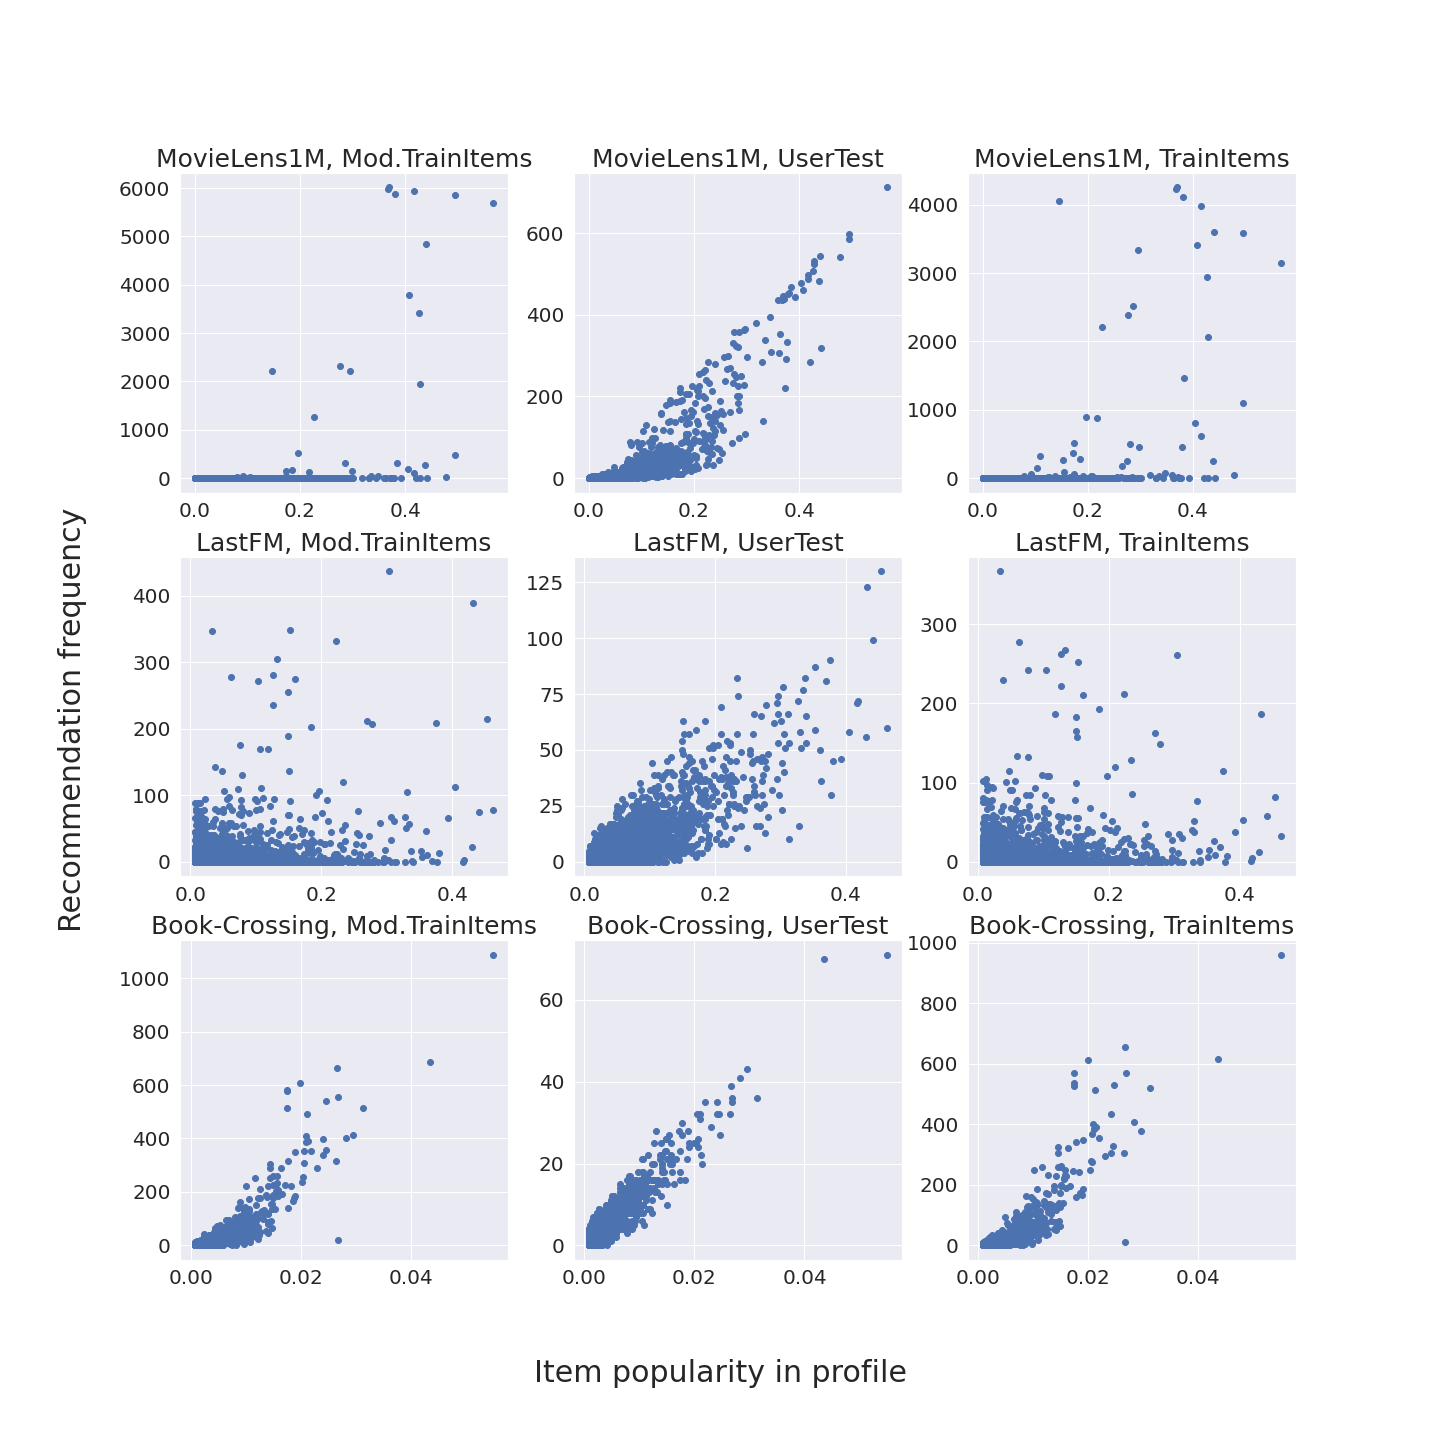 MovieLens1M, Mod.TrainItems
MovieLens1M, UserTest
MovieLens1M, TrainItems
6000
5000
4000
3000
2000
1000
0
0.0 0.2 0.4
600
400
200
0
0.0 0.2 0.4
4000
3000
2000
1000
0
0.0 0.2 0.4
Recommendation frequency
LastFM, Mod.TrainItems
LastFM, UserTest
LastFM, TrainItems
400
300
200
100
0
0.0 0.2 0.4
125
100
75
50
25
0
0.0 0.2 0.4
300
200
100
0
0.0 0.2 0.4
Book-Crossing, Mod.TrainItems
Book-Crossing, UserTest
Book-Crossing, TrainItems
1000
800
600
400
200
0
0.00 0.02 0.04
60
40
20
0
0.00 0.02 0.04
1000
800
600
400
200
0
0.00 0.02 0.04
Item popularity in profile